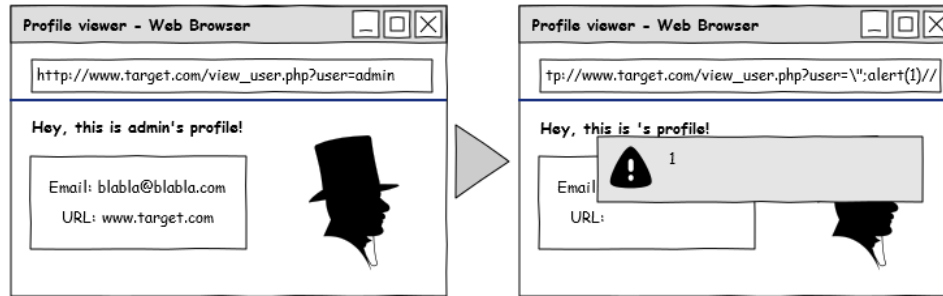 Profile viewer - Web Browser
http://www.target.com/view_user.php?user=admin
Hey, this is admin's profile!
Email: blabla@blabla.com
URL: www.target.com
Profile viewer - Web Browser
tp://www.target.com/view_user.php?user=\";alert(1)//
Hey, this is 's profile!
1
Email
URL: